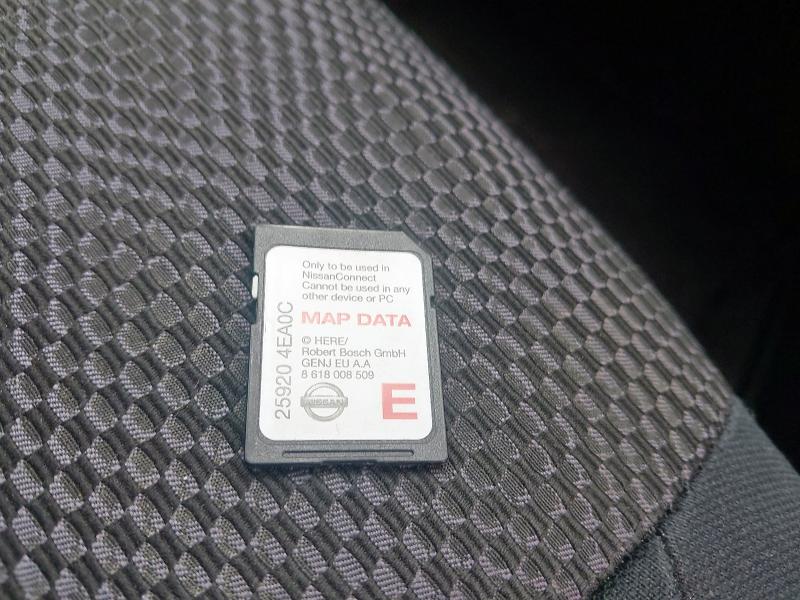 Only to be used in
NissanConnect
Cannot be used in any
other device or PC
MAP DATA
© HERE/
Robert Bosch GmbH
GENJ EU A.A
8 618 008 509
NISSAN
E
25920 4EA0C